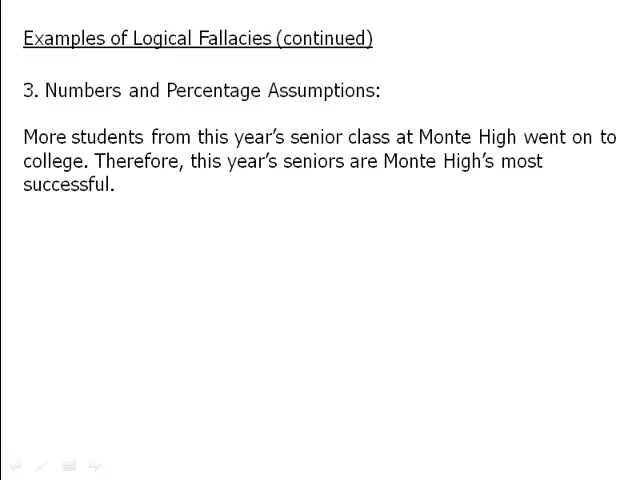 Examples of Logical Fallacies (continued)
3. Numbers and Percentage Assumptions:
More students from this year’s senior class at Monte High went on to
college. Therefore, this year’s seniors are Monte High’s most
successful.